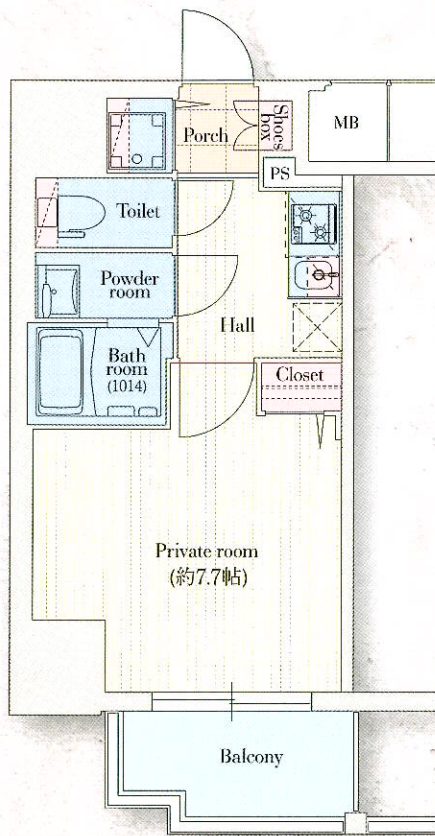 Porch
Shoes
box
MB
PS
Toilet
Powder
room
Hall
Bath
room
(1014)
Closet
Private room
(約7.7帖)
Balcony